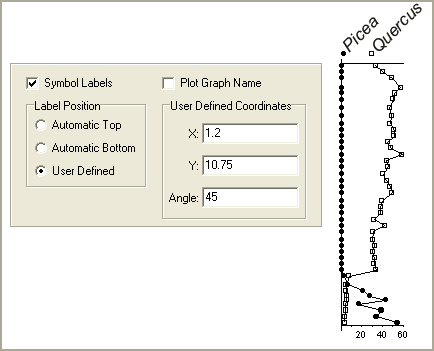 Symbol Labels
Plot Graph Name
Label Position
Automatic Top
Automatic Bottom
User Defined
User Defined Coordinates
X: 1.2
Y: 10.75
Angle: 45
Picea
Quercus
20 40 60